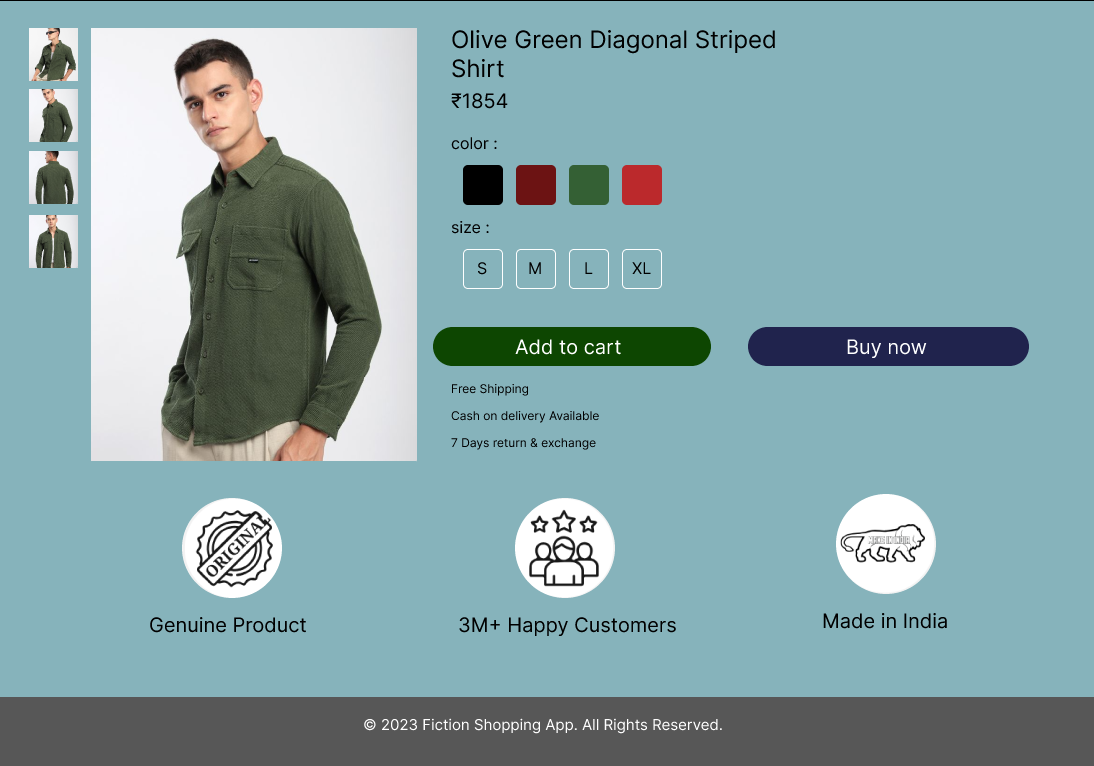 Olive Green Diagonal Striped
Shirt
₹1854
color :
size :
S M L XL
Add to cart Buy now
Free Shipping
Cash on delivery Available
7 Days return & exchange
ORIGINAL
Genuine Product 3M+ Happy Customers Made in India
© 2023 Fiction Shopping App. All Rights Reserved.